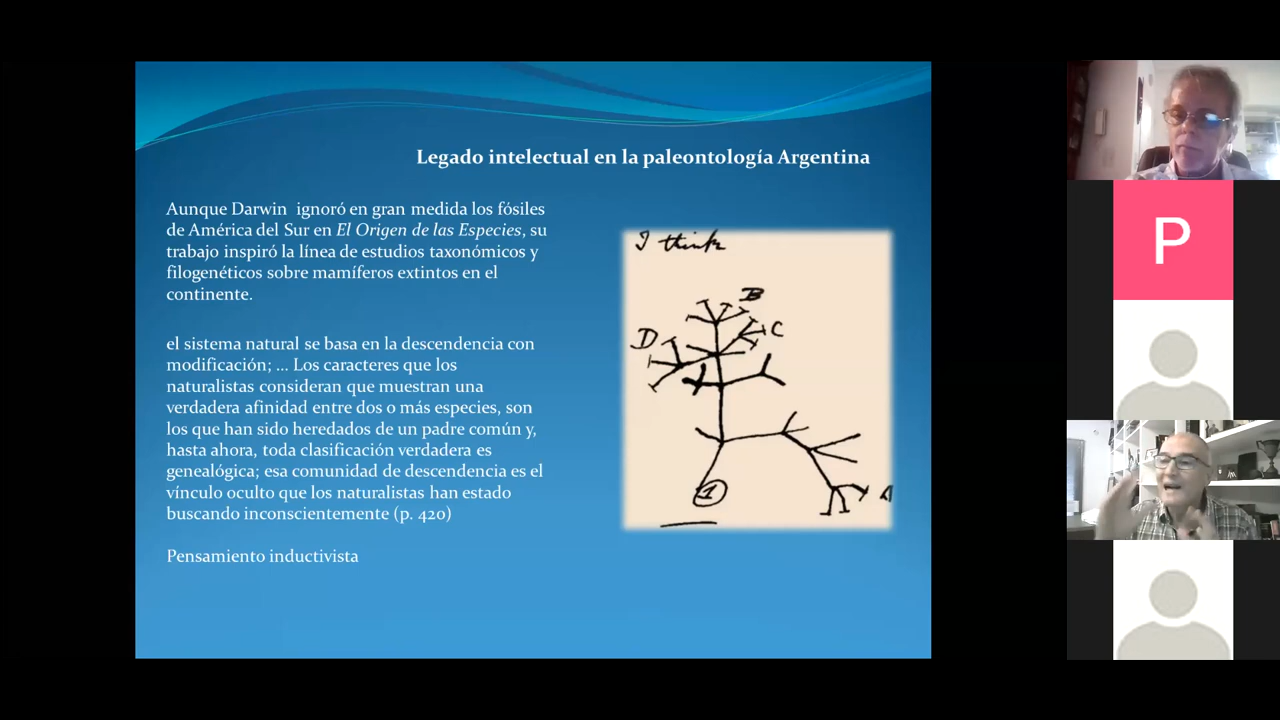 Legado intelectual en la paleontología Argentina
Aunque Darwin ignoró en gran medida los fósiles
de América del Sur en El Origen de las Especies, su
trabajo inspiró la línea de estudios taxonómicos y
filogenéticos sobre mamíferos extintos en el
continente.
el sistema natural se basa en la descendencia con
modificación; ... Los caracteres que los
naturalistas consideran que muestran una
verdadera afinidad entre dos o más especies, son
los que han sido heredados de un padre común y,
hasta ahora, toda clasificación verdadera es
genealógica; esa comunidad de descendencia es el
vínculo oculto que los naturalistas han estado
buscando inconscientemente (p. 420)
Pensamiento inductivista
I think
B
C
D
A
1
P